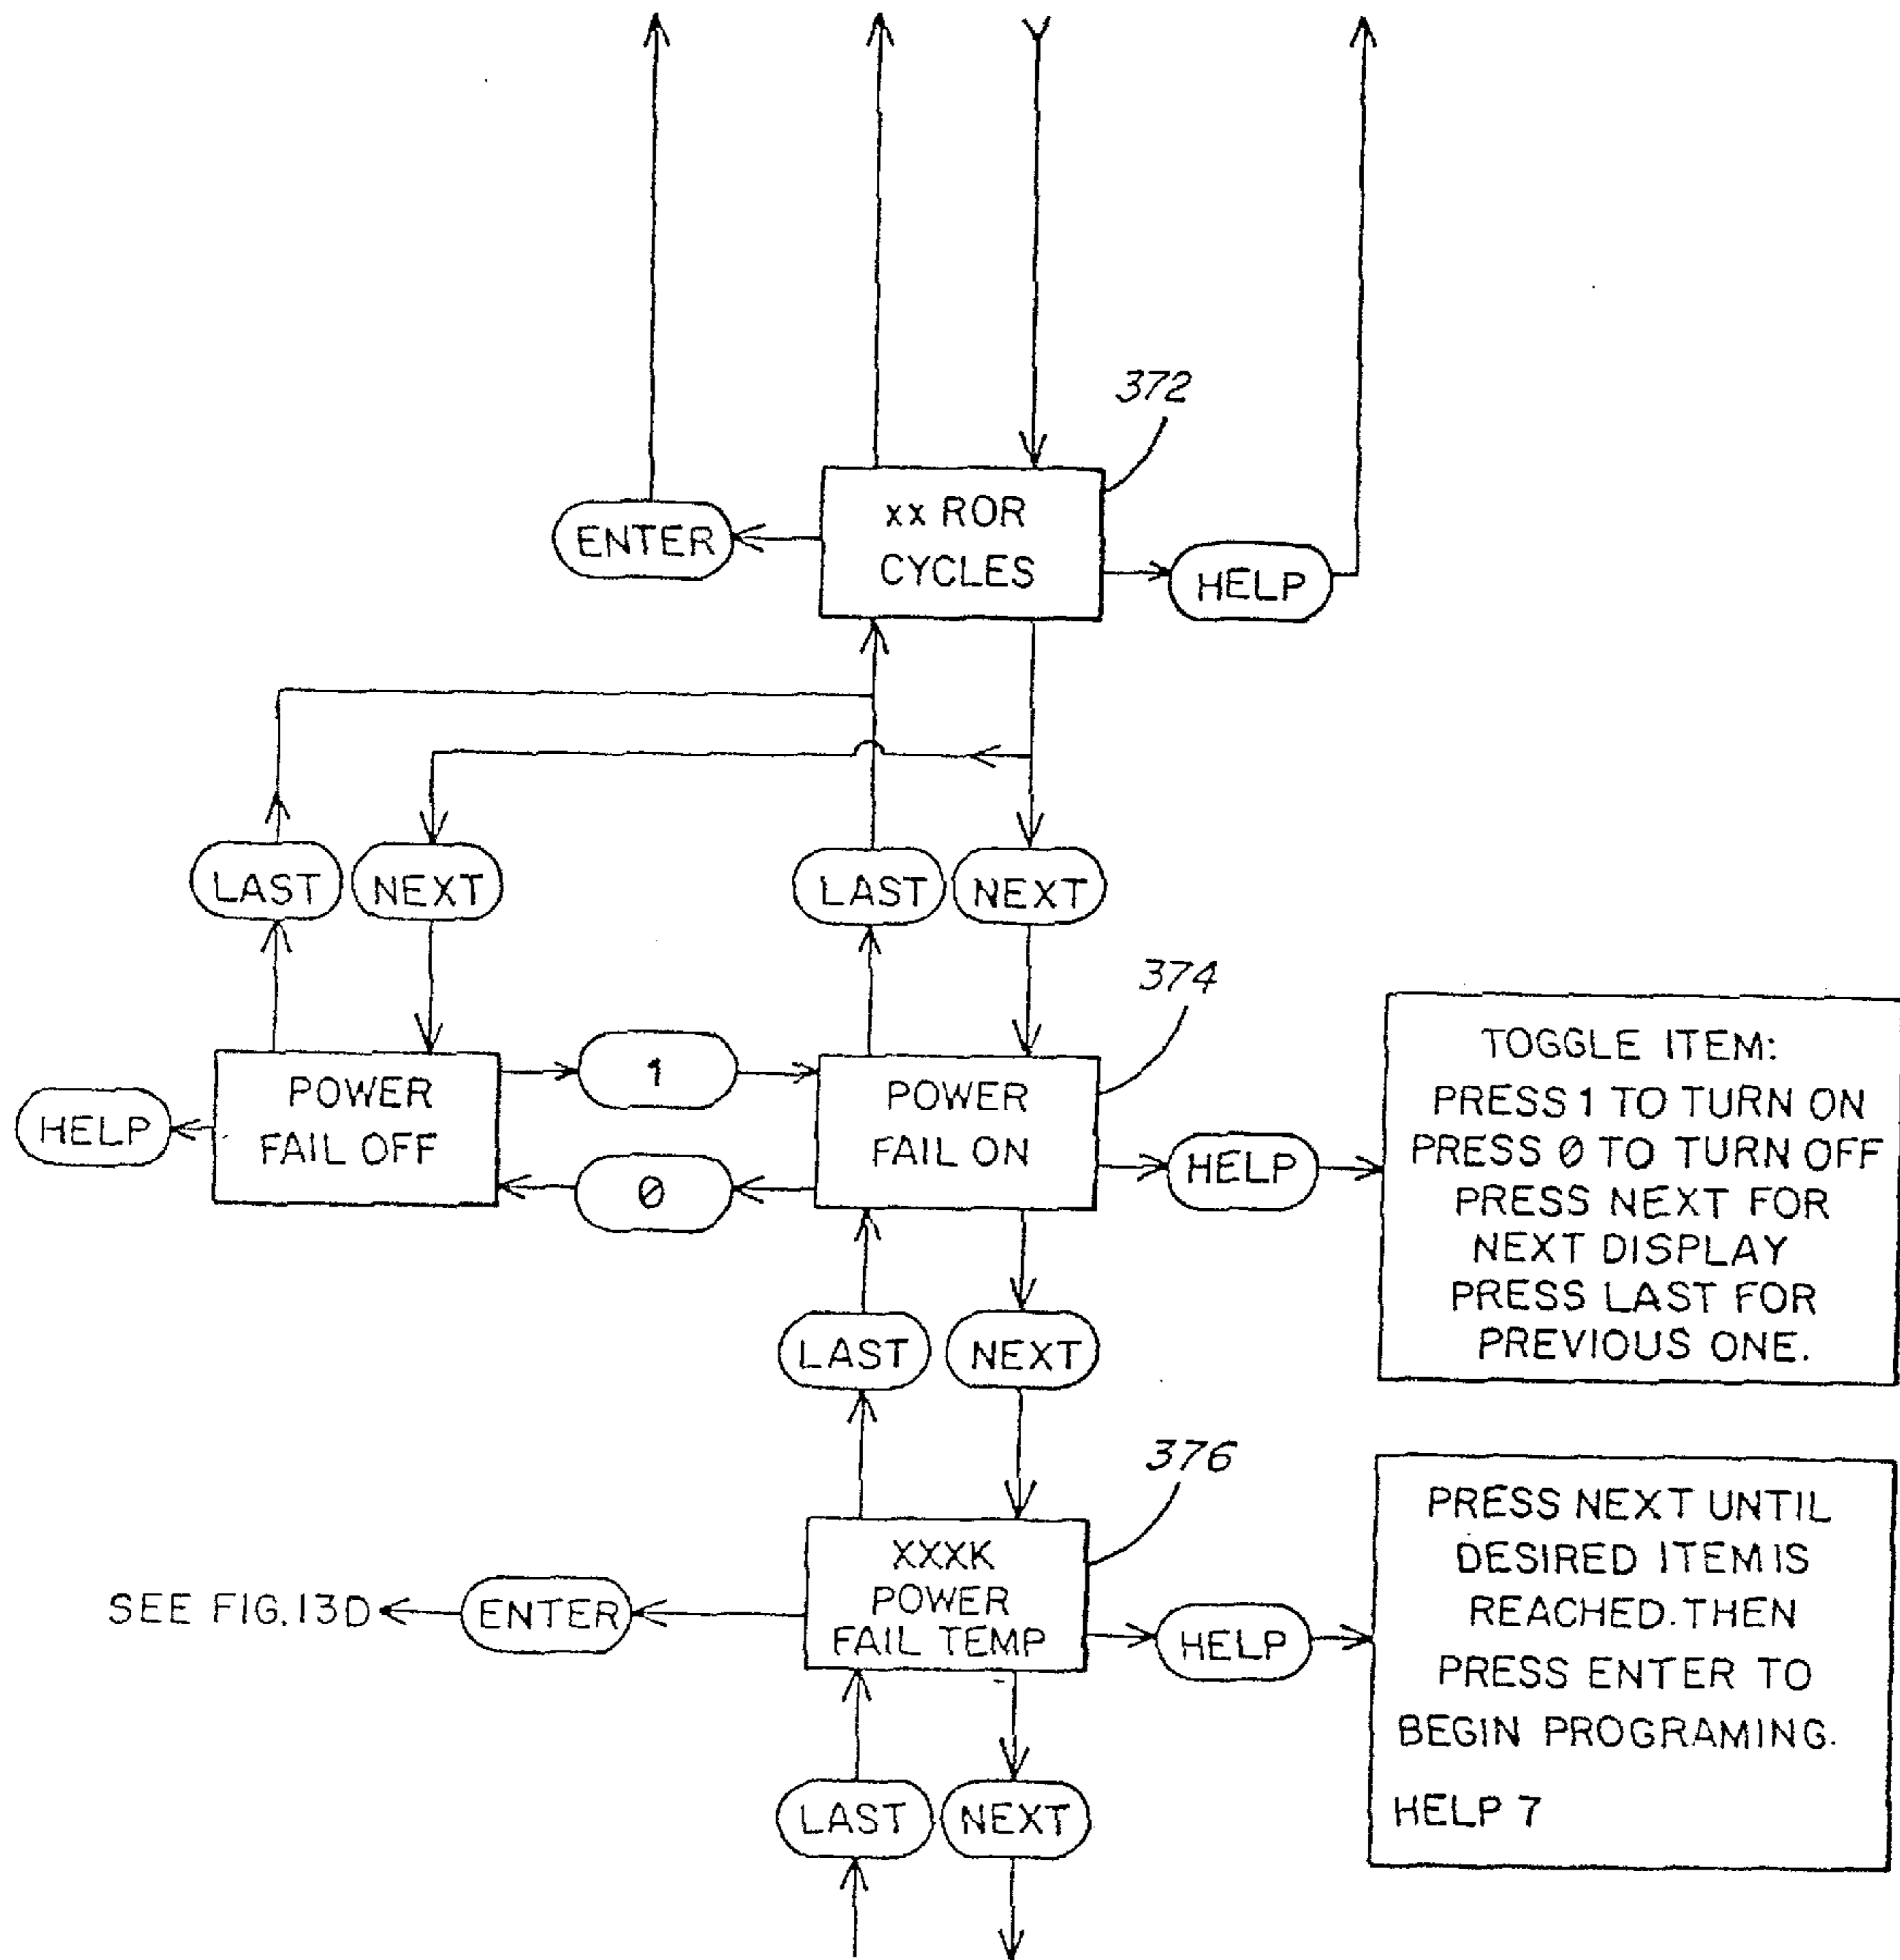 372
xx ROR
CYCLES
ENTER
HELP
LAST
NEXT
LAST
NEXT
374
POWER
FAIL OFF
HELP
1
0
POWER
FAIL ON
HELP
TOGGLE ITEM:
PRESS 1 TO TURN ON
PRESS Ø TO TURN OFF
PRESS NEXT FOR
NEXT DISPLAY
PRESS LAST FOR
PREVIOUS ONE.
LAST
NEXT
376
XXXK
POWER
FAIL TEMP
SEE FIG.13D
ENTER
HELP
PRESS NEXT UNTIL
DESIRED ITEM IS
REACHED. THEN
PRESS ENTER TO
BEGIN PROGRAMING.
HELP 7
LAST
NEXT